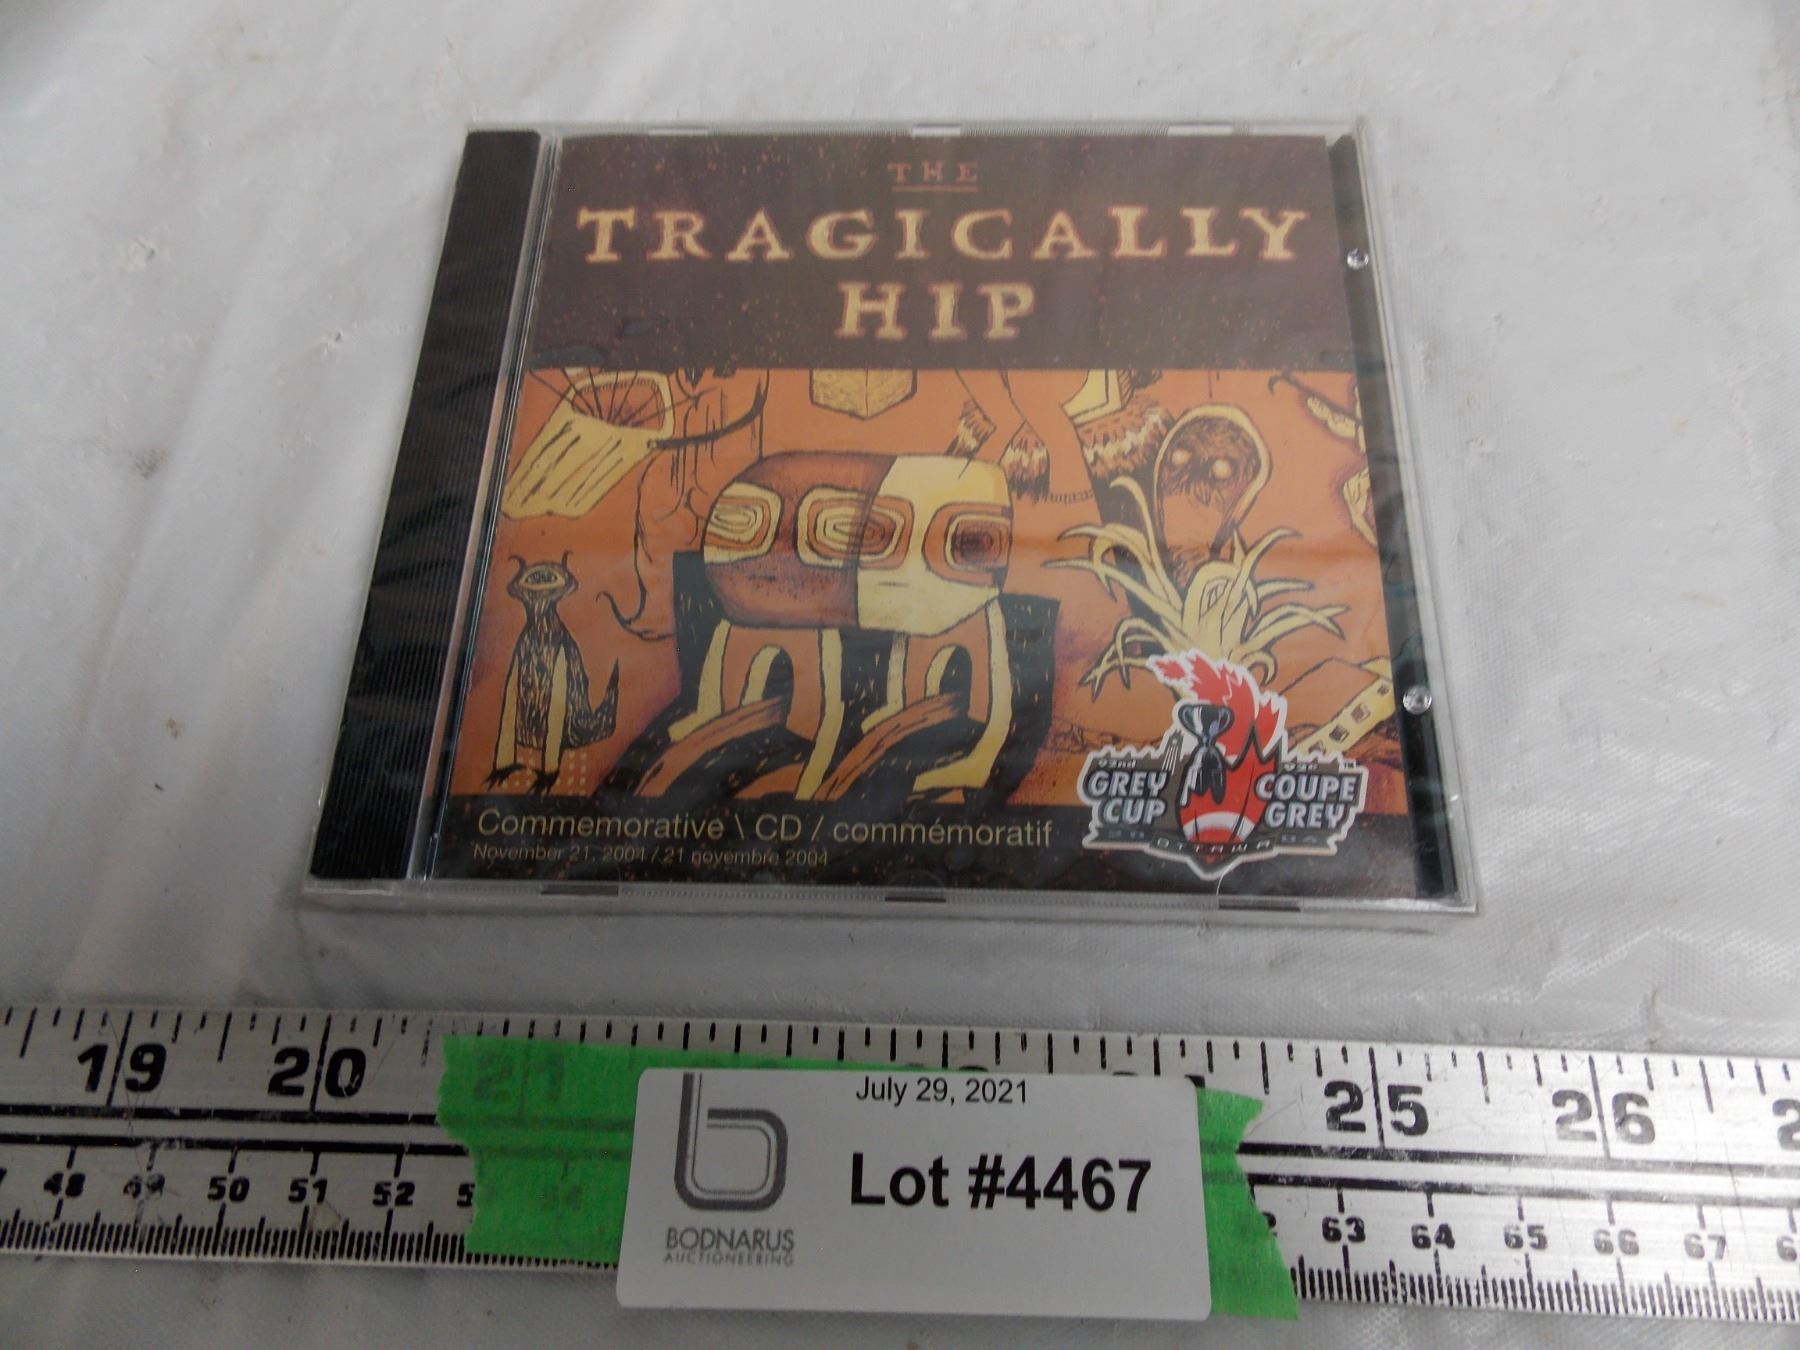 THE
TRAGICALLY
HIP
92nd
GREY
CUP
COUPE
GREY
OTTAWA
Commemorative \ CD / commémoratif
November 21, 2004 / 21 novembre 2004
19 20 21 25 26
48 49 50 51 52 63 64 65 66 67
July 29, 2021
Lot #4467
BODNARUS
AUCTIONEERING